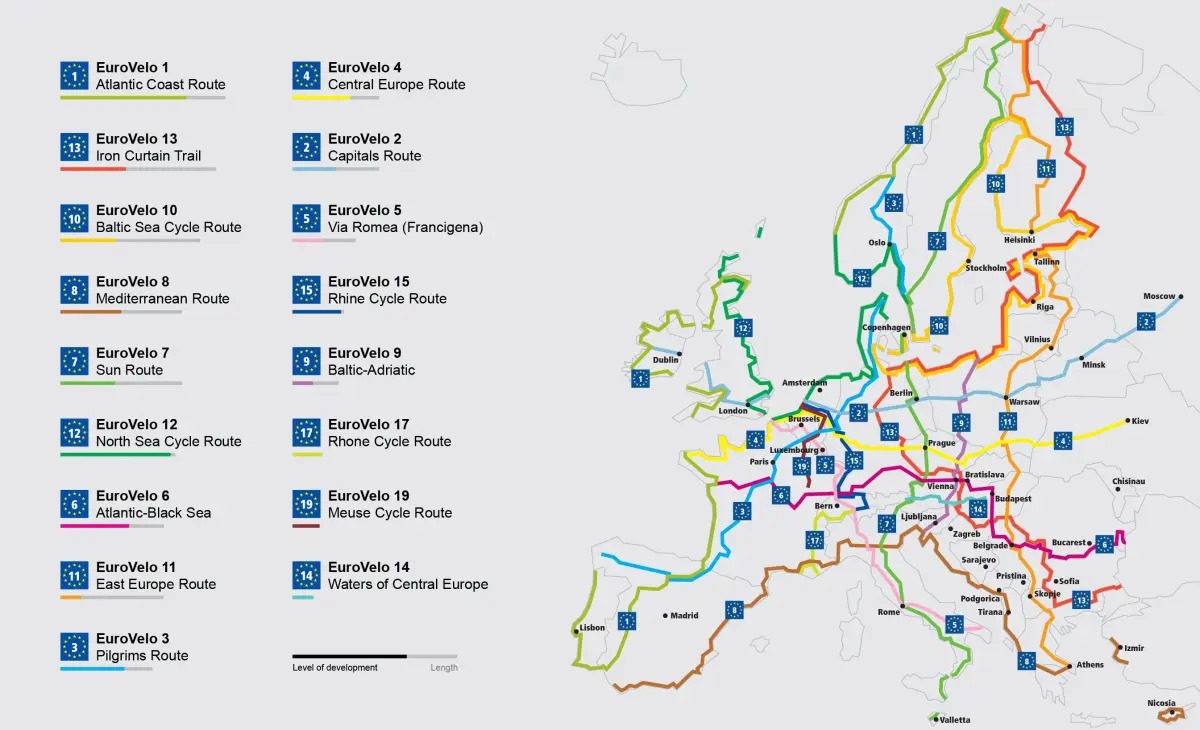 1
EuroVelo 1
Atlantic Coast Route
13
EuroVelo 13
Iron Curtain Trail
10
EuroVelo 10
Baltic Sea Cycle Route
8
EuroVelo 8
Mediterranean Route
7
EuroVelo 7
Sun Route
12
EuroVelo 12
North Sea Cycle Route
6
EuroVelo 6
Atlantic-Black Sea
11
EuroVelo 11
East Europe Route
3
EuroVelo 3
Pilgrims Route
4
EuroVelo 4
Central Europe Route
2
EuroVelo 2
Capitals Route
5
EuroVelo 5
Via Romea (Francigena)
15
EuroVelo 15
Rhine Cycle Route
9
EuroVelo 9
Baltic-Adriatic
17
EuroVelo 17
Rhone Cycle Route
19
EuroVelo 19
Meuse Cycle Route
14
EuroVelo 14
Waters of Central Europe
Level of development
Length
13
1
11
10
3
Helsinki
7
Oslo
Tallinn
Stockholm
12
Moscow
Riga
2
10
12
Copenhagen
Vilnius
Dublin
Minsk
1
Amsterdam
Berlin
Warsaw
London
2
Brussels
9
11
Kiev
13
4
4
Prague
Luxembourg
Paris
19
5
15
Bratislava
Chisinau
Vienna
6
Budapest
Bern
14
3
Ljubljana
7
Zagreb
17
Belgrade
Bucarest
6
Sarajevo
Pristina
Sofia
Skopje
Podgorica
13
8
Rome
Tirana
Madrid
1
Lisbon
5
Izmir
8
Athens
Nicosia
Valletta